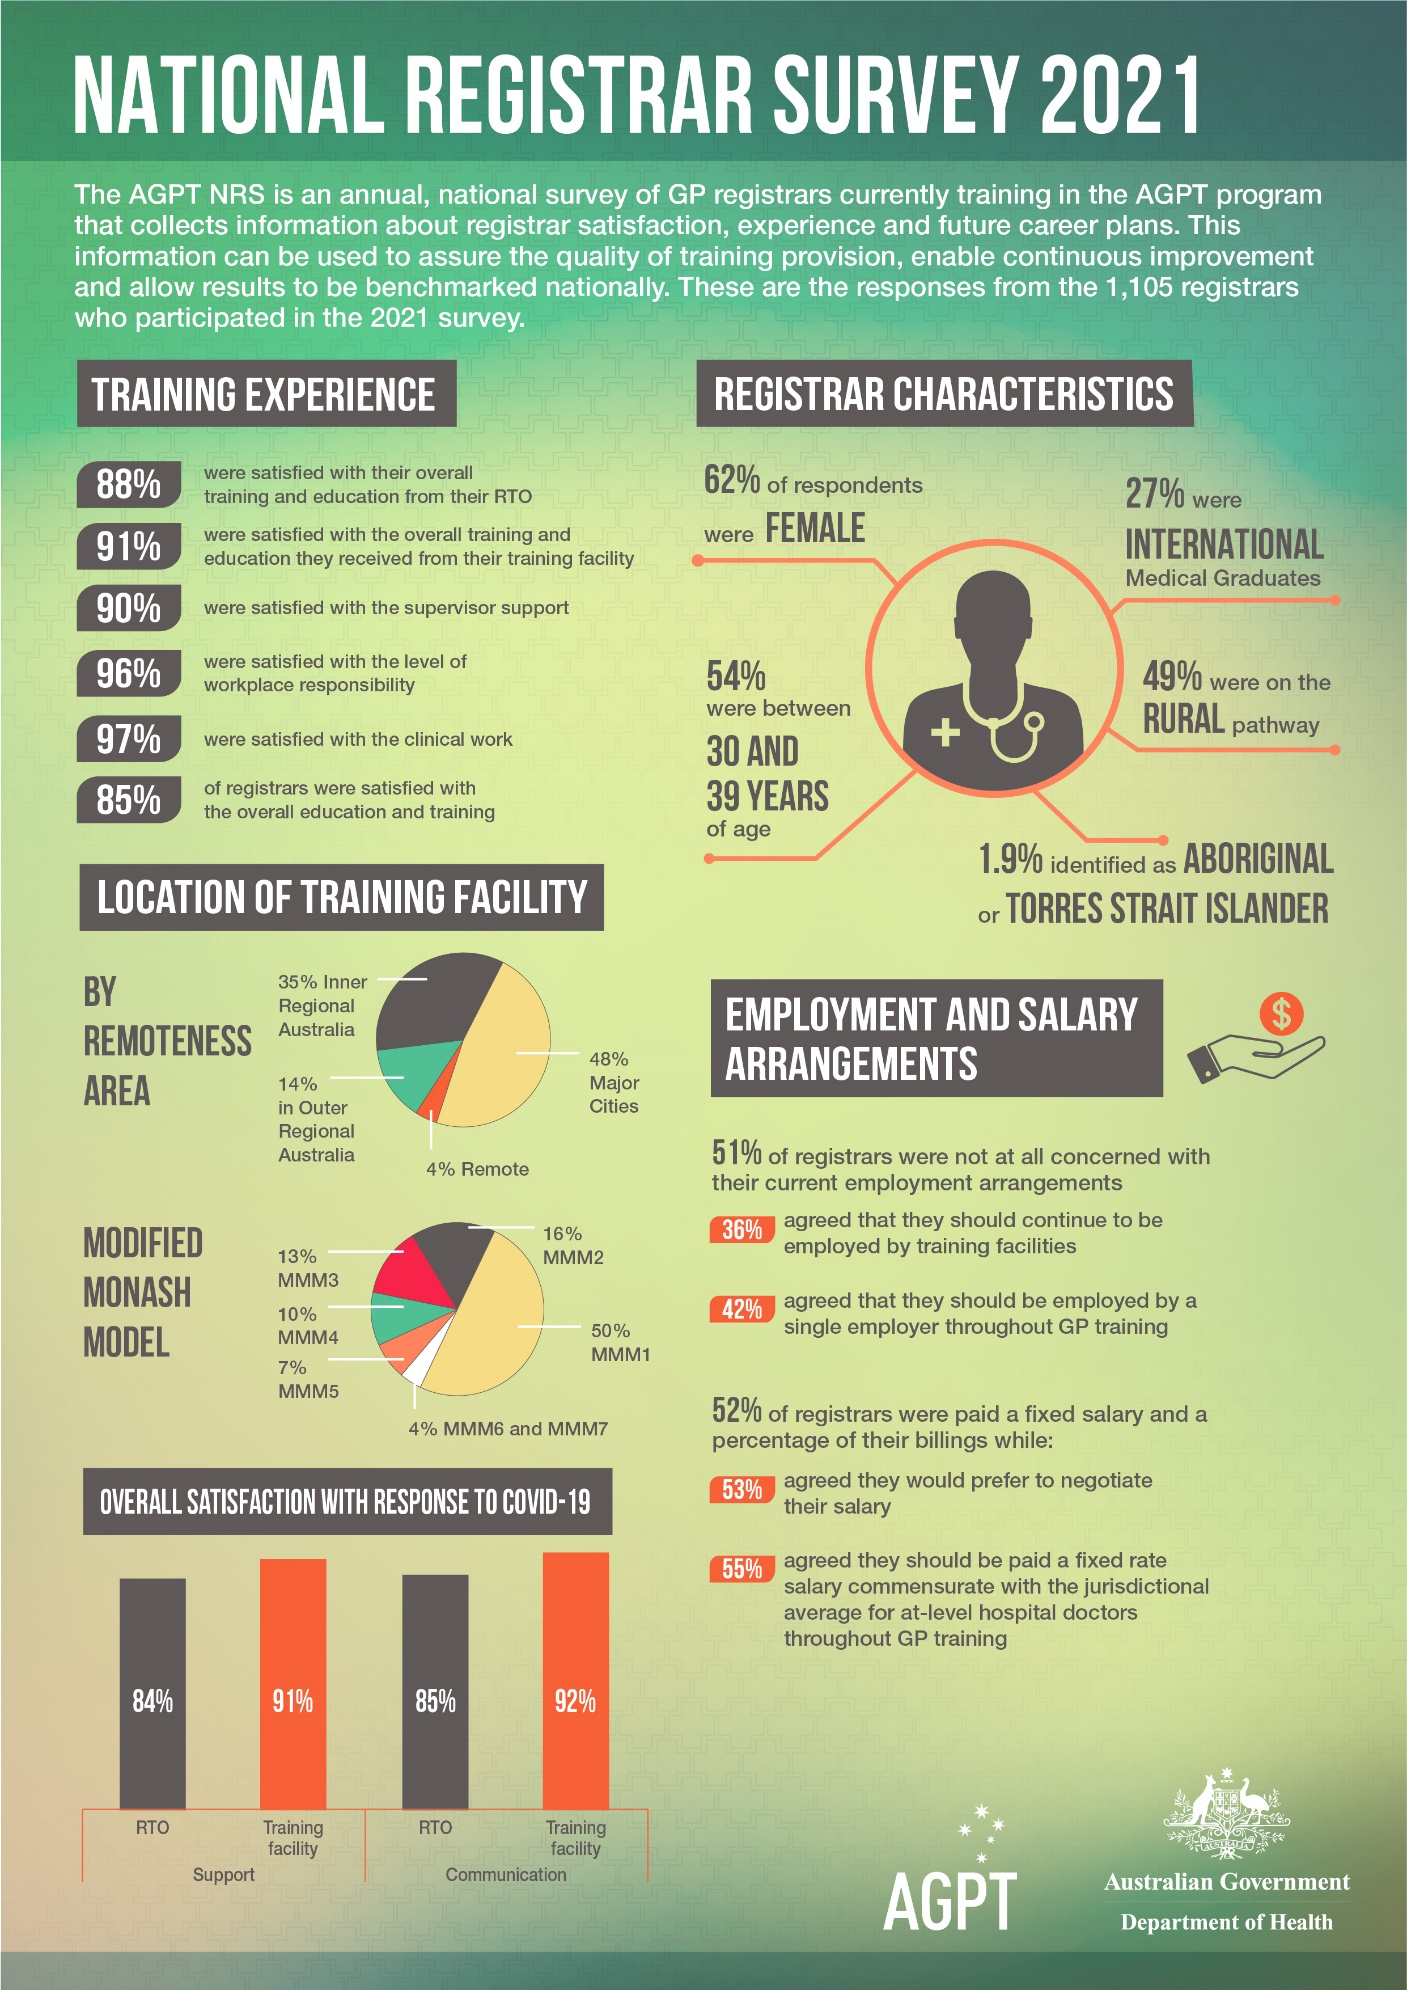 NATIONAL REGISTRAR SURVEY 2021
The AGPT NRS is an annual, national survey of GP registrars currently training in the AGPT program
that collects information about registrar satisfaction, experience and future career plans. This
information can be used to assure the quality of training provision, enable continuous improvement
and allow results to be benchmarked nationally. These are the responses from the 1,105 registrars
who participated in the 2021 survey.
TRAINING EXPERIENCE
88%
were satisfied with their overall
training and education from their RTO
91%
were satisfied with the overall training and
education they received from their training facility
90%
were satisfied with the supervisor support
96%
were satisfied with the level of
workplace responsibility
97%
were satisfied with the clinical work
85%
of registrars were satisfied with
the overall education and training
REGISTRAR CHARACTERISTICS
62% of respondents
were FEMALE
27% were
INTERNATIONAL
Medical Graduates
54%
were between
30 AND
39 YEARS
of age
49% were on the
RURAL pathway
1.9% identified as ABORIGINAL
or TORRES STRAIT ISLANDER
LOCATION OF TRAINING FACILITY
BY
REMOTENESS
AREA
35% Inner
Regional
Australia
14%
in Outer
Regional
Australia
48%
Major
Cities
4% Remote
MODIFIED
MONASH
MODEL
16%
MMM2
13%
MMM3
10%
MMM4
7%
MMM5
50%
MMM1
4% MMM6 and MMM7
OVERALL SATISFACTION WITH RESPONSE TO COVID-19
84%
91%
85%
92%
RTO
Training
facility
RTO
Training
facility
Support
Communication
EMPLOYMENT AND SALARY
ARRANGEMENTS
$
51% of registrars were not at all concerned with
their current employment arrangements
36%
agreed that they should continue to be
employed by training facilities
42%
agreed that they should be employed by a
single employer throughout GP training
52% of registrars were paid a fixed salary and a
percentage of their billings while:
53%
agreed they would prefer to negotiate
their salary
55%
agreed they should be paid a fixed rate
salary commensurate with the jurisdictional
average for at-level hospital doctors
throughout GP training
AGPT
AUSTRALIA
Australian Government
Department of Health